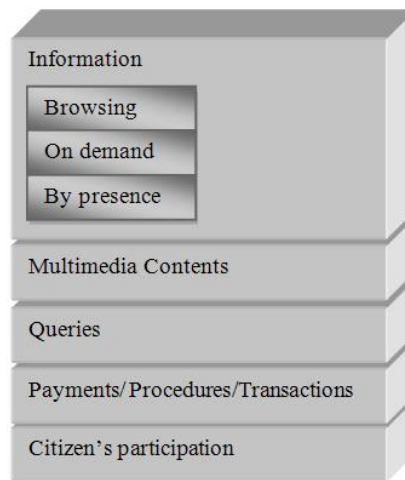 Information
Browsing
On demand
By presence
Multimedia Contents
Queries
Payments/Procedures/Transactions
Citizen's participation